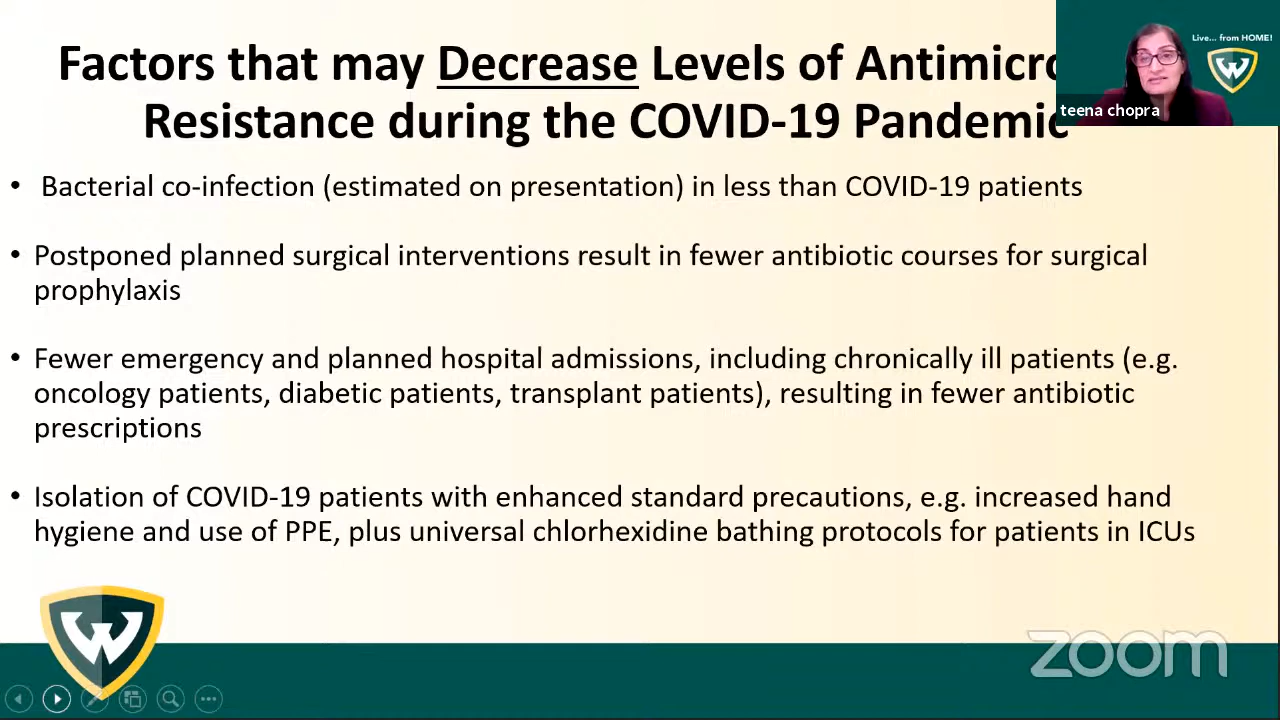 Factors that may Decrease Levels of
Resistance during the COVID-19 Pandemic
Live... from HOME!
teena chopra
• Bacterial co-infection (estimated on presentation) in less than COVID-19 patients
• Postponed planned surgical interventions result in fewer antibiotic courses for surgical
prophylaxis
• Fewer emergency and planned hospital admissions, including chronically ill patients (e.g.
oncology patients, diabetic patients, transplant patients), resulting in fewer antibiotic
prescriptions
• Isolation of COVID-19 patients with enhanced standard precautions, e.g. increased hand
hygiene and use of PPE, plus universal chlorhexidine bathing protocols for patients in ICUs
W
W
zoom